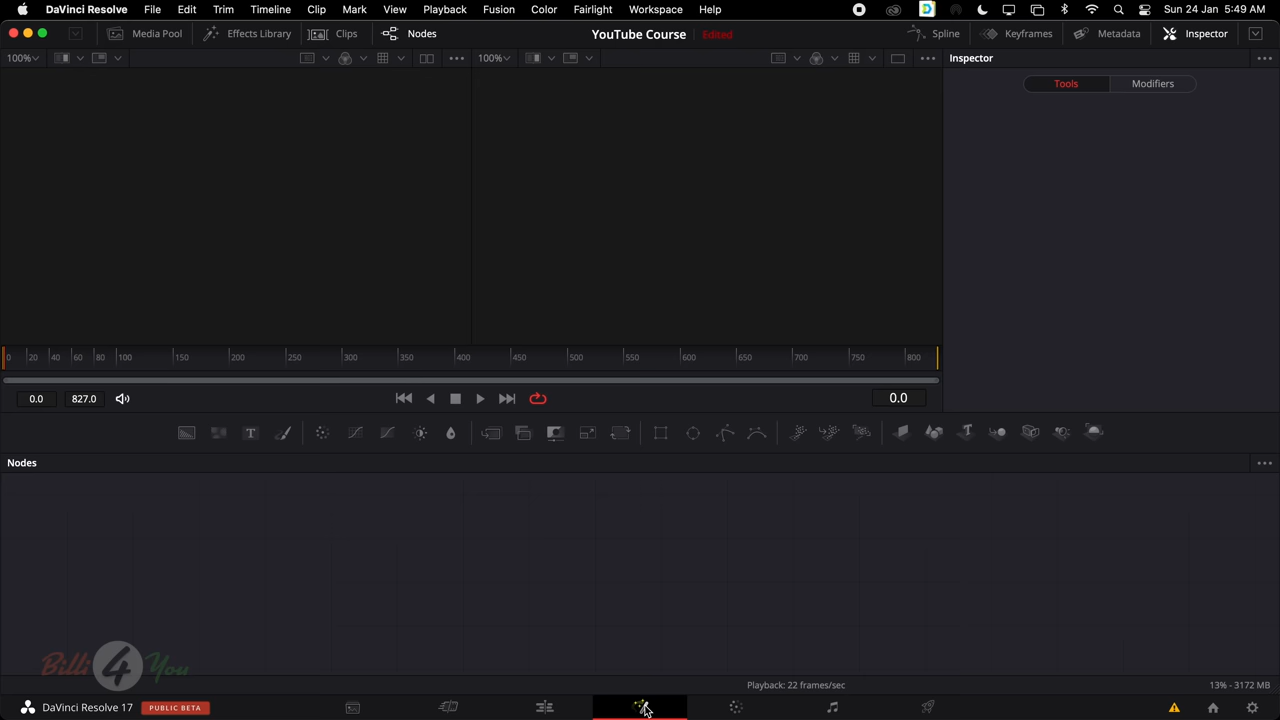 DaVinci Resolve File Edit Trim Timeline Clip Mark View Playback Fusion Color Fairlight Workspace Help Sun 24 Jan 5:49 AM
Media Pool Effects Library Clips Nodes YouTube Course Edited Spline Keyframes Metadata Inspector
100% 100% Inspector
Tools Modifiers
0 20 40 60 80 100 150 200 250 300 350 400 450 500 550 600 650 700 750 800
0.0 827.0 0.0
T T
Nodes
Billi 4 You
Playback: 22 frames/sec 13% - 3172 MB
DaVinci Resolve 17 PUBLIC BETA